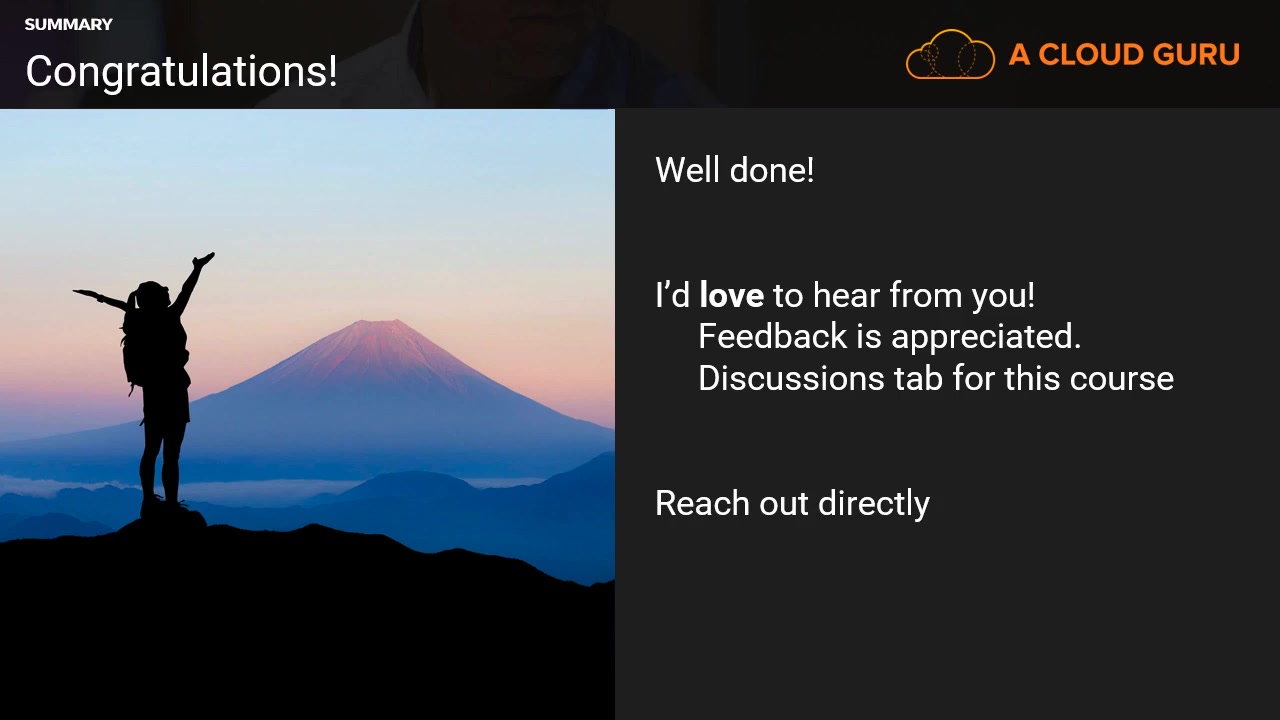 SUMMARY
Congratulations!
A CLOUD GURU
Well done!
I’d love to hear from you!
Feedback is appreciated.
Discussions tab for this course
Reach out directly